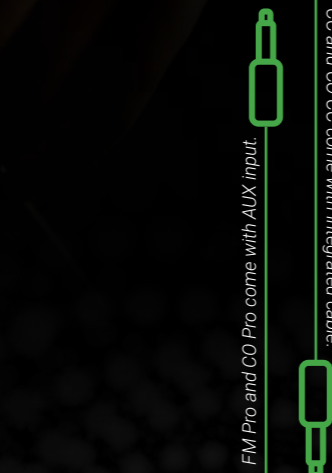 FM Pro and CO Pro come with AUX input.
come with integrated cable.